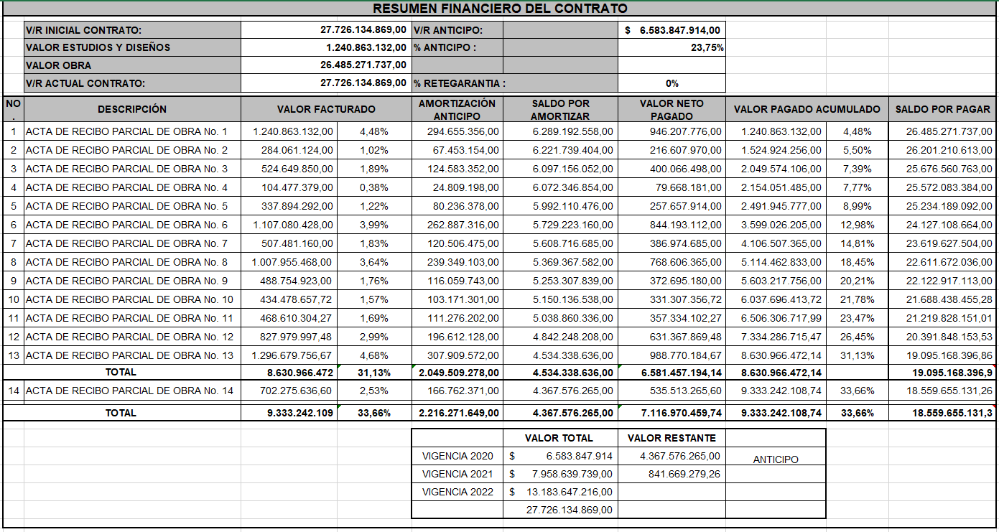 RESUMEN FINANCIERO DEL CONTRATO
V/R INICIAL CONTRATO: 27.726.134.869,00 V/R ANTICIPO: $ 6.583.847.914,00
VALOR ESTUDIOS Y DISEÑOS 1.240.863.132,00 % ANTICIPO : 23,75%
VALOR OBRA 26.485.271.737,00
V/R ACTUAL CONTRATO: 27.726.134.869,00 % RETEGARANTIA : 0%
NO. DESCRIPCIÓN VALOR FACTURADO AMORTIZACIÓN ANTICIPO SALDO POR AMORTIZAR VALOR NETO PAGADO VALOR PAGADO ACUMULADO SALDO POR PAGAR
1 ACTA DE RECIBO PARCIAL DE OBRA No. 1 1.240.863.132,00 4,48% 294.655.356,00 6.289.192.558,00 946.207.776,00 1.240.863.132,00 4,48% 26.485.271.737,00
2 ACTA DE RECIBO PARCIAL DE OBRA No. 2 284.061.124,00 1,02% 67.453.154,00 6.221.739.404,00 216.607.970,00 1.524.924.256,00 5,50% 26.201.210.613,00
3 ACTA DE RECIBO PARCIAL DE OBRA No. 3 524.649.850,00 1,89% 124.583.352,00 6.097.156.052,00 400.066.498,00 2.049.574.106,00 7,39% 25.676.560.763,00
4 ACTA DE RECIBO PARCIAL DE OBRA No. 4 104.477.379,00 0,38% 24.809.198,00 6.072.346.854,00 79.668.181,00 2.154.051.485,00 7,77% 25.572.083.384,00
5 ACTA DE RECIBO PARCIAL DE OBRA No. 5 337.894.292,00 1,22% 80.236.378,00 5.992.110.476,00 257.657.914,00 2.491.945.777,00 8,99% 25.234.189.092,00
6 ACTA DE RECIBO PARCIAL DE OBRA No. 6 1.107.080.428,00 3,99% 262.887.316,00 5.729.223.160,00 844.193.112,00 3.599.026.205,00 12,98% 24.127.108.664,00
7 ACTA DE RECIBO PARCIAL DE OBRA No. 7 507.481.160,00 1,83% 120.506.475,00 5.608.716.685,00 386.974.685,00 4.106.507.365,00 14,81% 23.619.627.504,00
8 ACTA DE RECIBO PARCIAL DE OBRA No. 8 1.007.955.468,00 3,64% 239.349.103,00 5.369.367.582,00 768.606.365,00 5.114.462.833,00 18,45% 22.611.672.036,00
9 ACTA DE RECIBO PARCIAL DE OBRA No. 9 488.754.923,00 1,76% 116.059.743,00 5.253.307.839,00 372.695.180,00 5.603.217.756,00 20,21% 22.122.917.113,00
10 ACTA DE RECIBO PARCIAL DE OBRA No. 10 434.478.657,72 1,57% 103.171.301,00 5.150.136.538,00 331.307.356,72 6.037.696.413,72 21,78% 21.688.438.455,28
11 ACTA DE RECIBO PARCIAL DE OBRA No. 11 468.610.304,27 1,69% 111.276.202,00 5.038.860.336,00 357.334.102,27 6.506.306.717,99 23,47% 21.219.828.151,01
12 ACTA DE RECIBO PARCIAL DE OBRA No. 12 827.979.997,48 2,99% 196.612.128,00 4.842.248.208,00 631.367.869,48 7.334.286.715,47 26,45% 20.391.848.153,53
13 ACTA DE RECIBO PARCIAL DE OBRA No. 13 1.296.679.756,67 4,68% 307.909.572,00 4.534.338.636,00 988.770.184,67 8.630.966.472,14 31,13% 19.095.168.396,86
TOTAL 8.630.966.472 31,13% 2.049.509.278,00 4.534.338.636,00 6.581.457.194,14 8.630.966.472,14 19.095.168.396,9
14 ACTA DE RECIBO PARCIAL DE OBRA No. 14 702.275.636,60 2,53% 166.762.371,00 4.367.576.265,00 535.513.265,60 9.333.242.108,74 33,66% 18.559.655.131,26
TOTAL 9.333.242.109 33,66% 2.216.271.649,00 4.367.576.265,00 7.116.970.459,74 9.333.242.108,74 33,66% 18.559.655.131,3
VALOR TOTAL VALOR RESTANTE
VIGENCIA 2020 $ 6.583.847.914 4.367.576.265,00 ANTICIPO
VIGENCIA 2021 $ 7.958.639.739,00 841.669.279,26
VIGENCIA 2022 $ 13.183.647.216,00
27.726.134.869,00